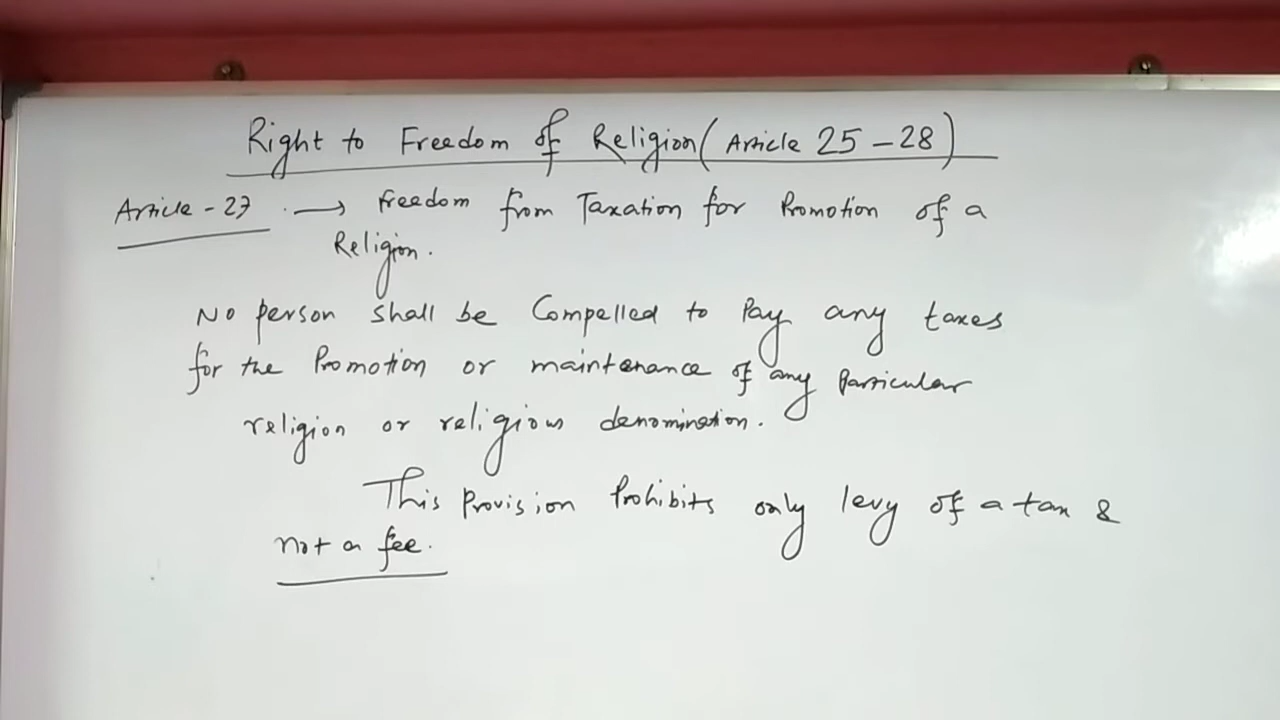 Right to Freedom of Religion (Article 25-28)
Article-27 → Freedom from Taxation for Promotion of a
Religion.
No person shall be Compelled to Pay any taxes
for the Promotion or maintenance of any Particular
religion or religious denomination.
This Provision Prohibits only levy of a tax &
not a fee.